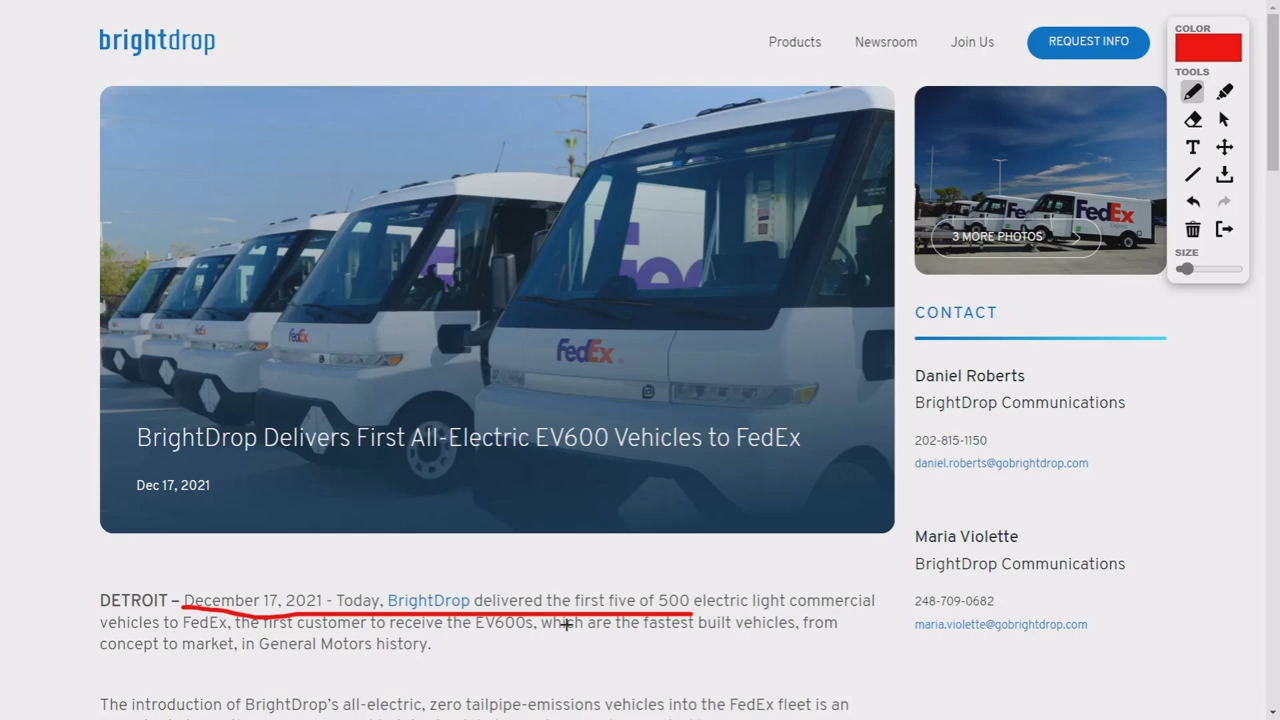 brightdrop
Products
Newsroom
Join Us
REQUEST INFO
COLOR
TOOLS
T
SIZE
FedEx
FedEx
FedEx
3 MORE PHOTOS
BrightDrop Delivers First All-Electric EV600 Vehicles to FedEx
Dec 17, 2021
CONTACT
Daniel Roberts
BrightDrop Communications
202-815-1150
daniel.roberts@gobrightdrop.com
Maria Violette
BrightDrop Communications
248-709-0682
maria.violette@gobrightdrop.com
DETROIT – December 17, 2021 - Today, BrightDrop delivered the first five of 500 electric light commercial
vehicles to FedEx, the first customer to receive the EV600s, which are the fastest built vehicles, from
concept to market, in General Motors history.
The introduction of BrightDrop's all-electric, zero tailpipe-emissions vehicles into the FedEx fleet is an